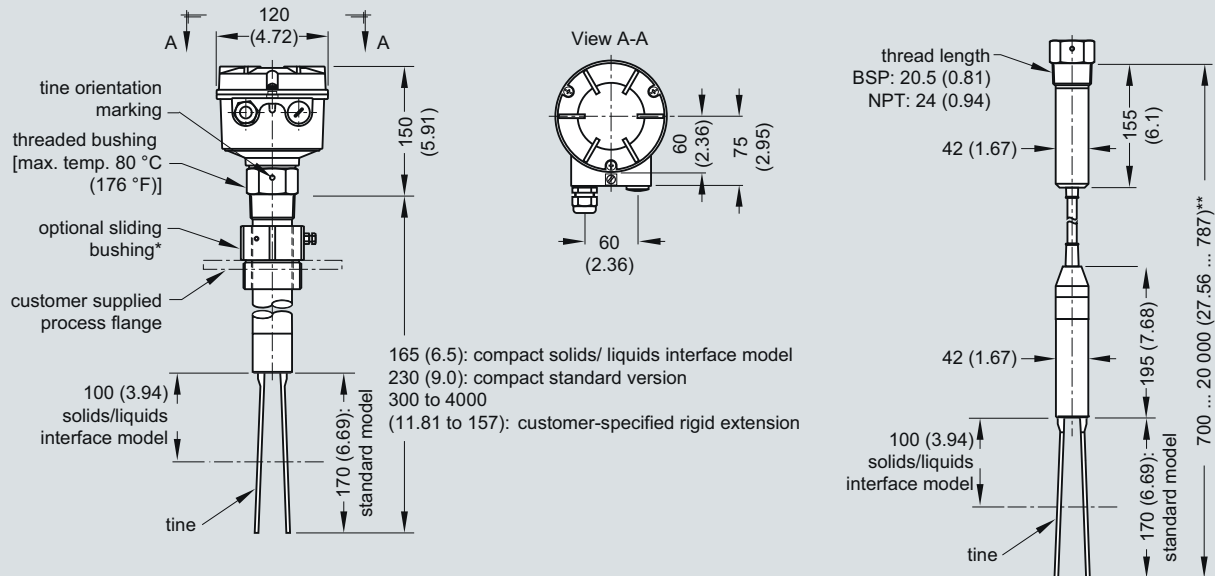 120
(4.72)
A
A
tine orientation
marking
threaded bushing
[max. temp. 80 °C
(176 °F)]
optional sliding
bushing*
customer supplied
process flange
150
(5.91)
100 (3.94)
solids/liquids
interface model
170 (6.69):
standard model
tine
165 (6.5): compact solids/ liquids interface model
230 (9.0): compact standard version
300 to 4000
(11.81 to 157): customer-specified rigid extension
View A-A
60
(2.36)
75
(2.95)
60
(2.36)
thread length
BSP: 20.5 (0.81)
NPT: 24 (0.94)
155
(6.1)
42 (1.67)
42 (1.67)
195 (7.68)
700 ... 20 000 (27.56 ... 787)**
100 (3.94)
solids/liquids
interface model
170 (6.69):
standard model
tine